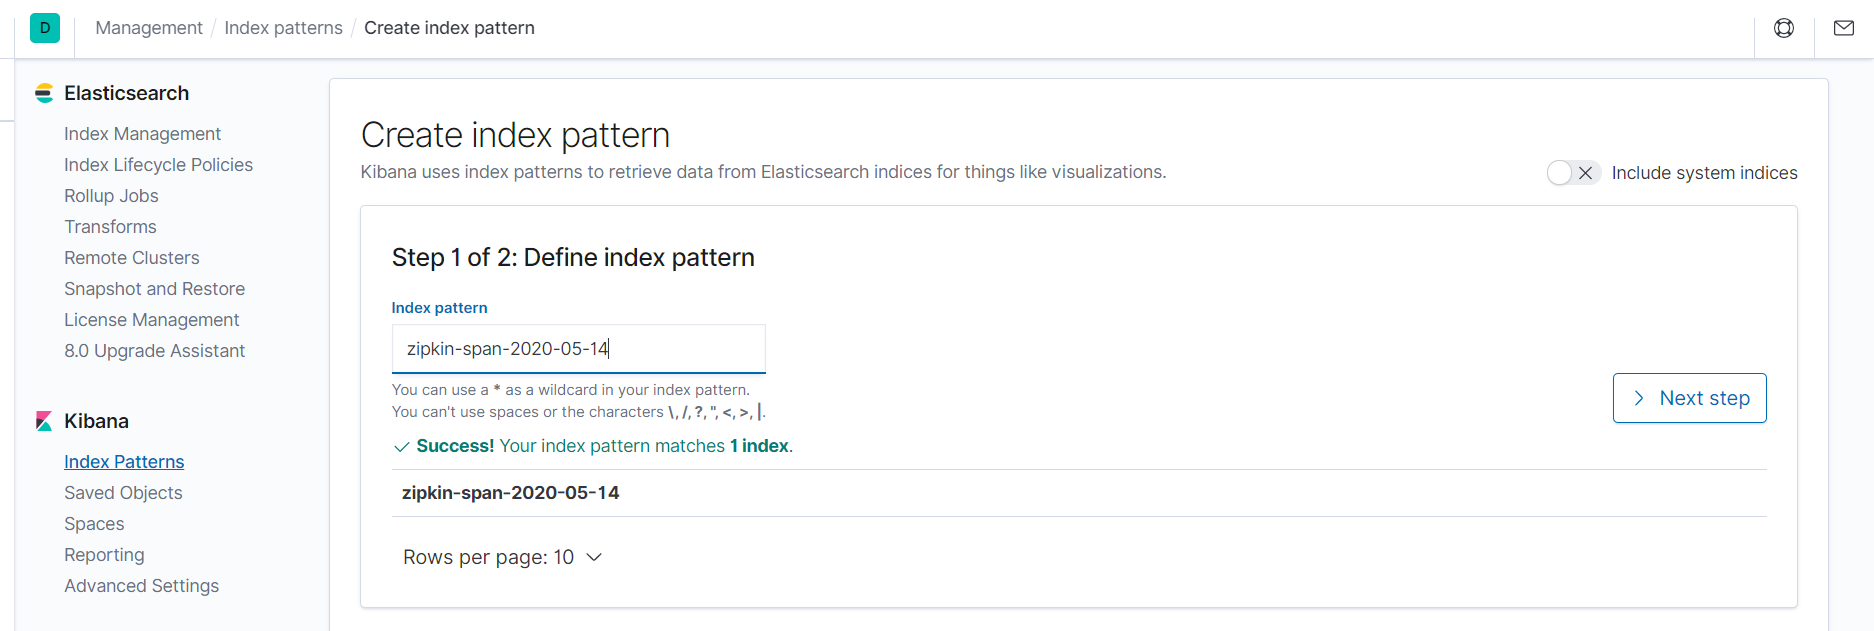 D
Management / Index patterns / Create index pattern
Elasticsearch
Index Management
Index Lifecycle Policies
Rollup Jobs
Transforms
Remote Clusters
Snapshot and Restore
License Management
8.0 Upgrade Assistant
Kibana
Index Patterns
Saved Objects
Spaces
Reporting
Advanced Settings
Create index pattern
Kibana uses index patterns to retrieve data from Elasticsearch indices for things like visualizations.
Include system indices
Step 1 of 2: Define index pattern
Index pattern
zipkin-span-2020-05-14
You can use a * as a wildcard in your index pattern.
You can't use spaces or the characters \, /, ?, ", <, >, |.
Next step
Success! Your index pattern matches 1 index.
zipkin-span-2020-05-14
Rows per page: 10